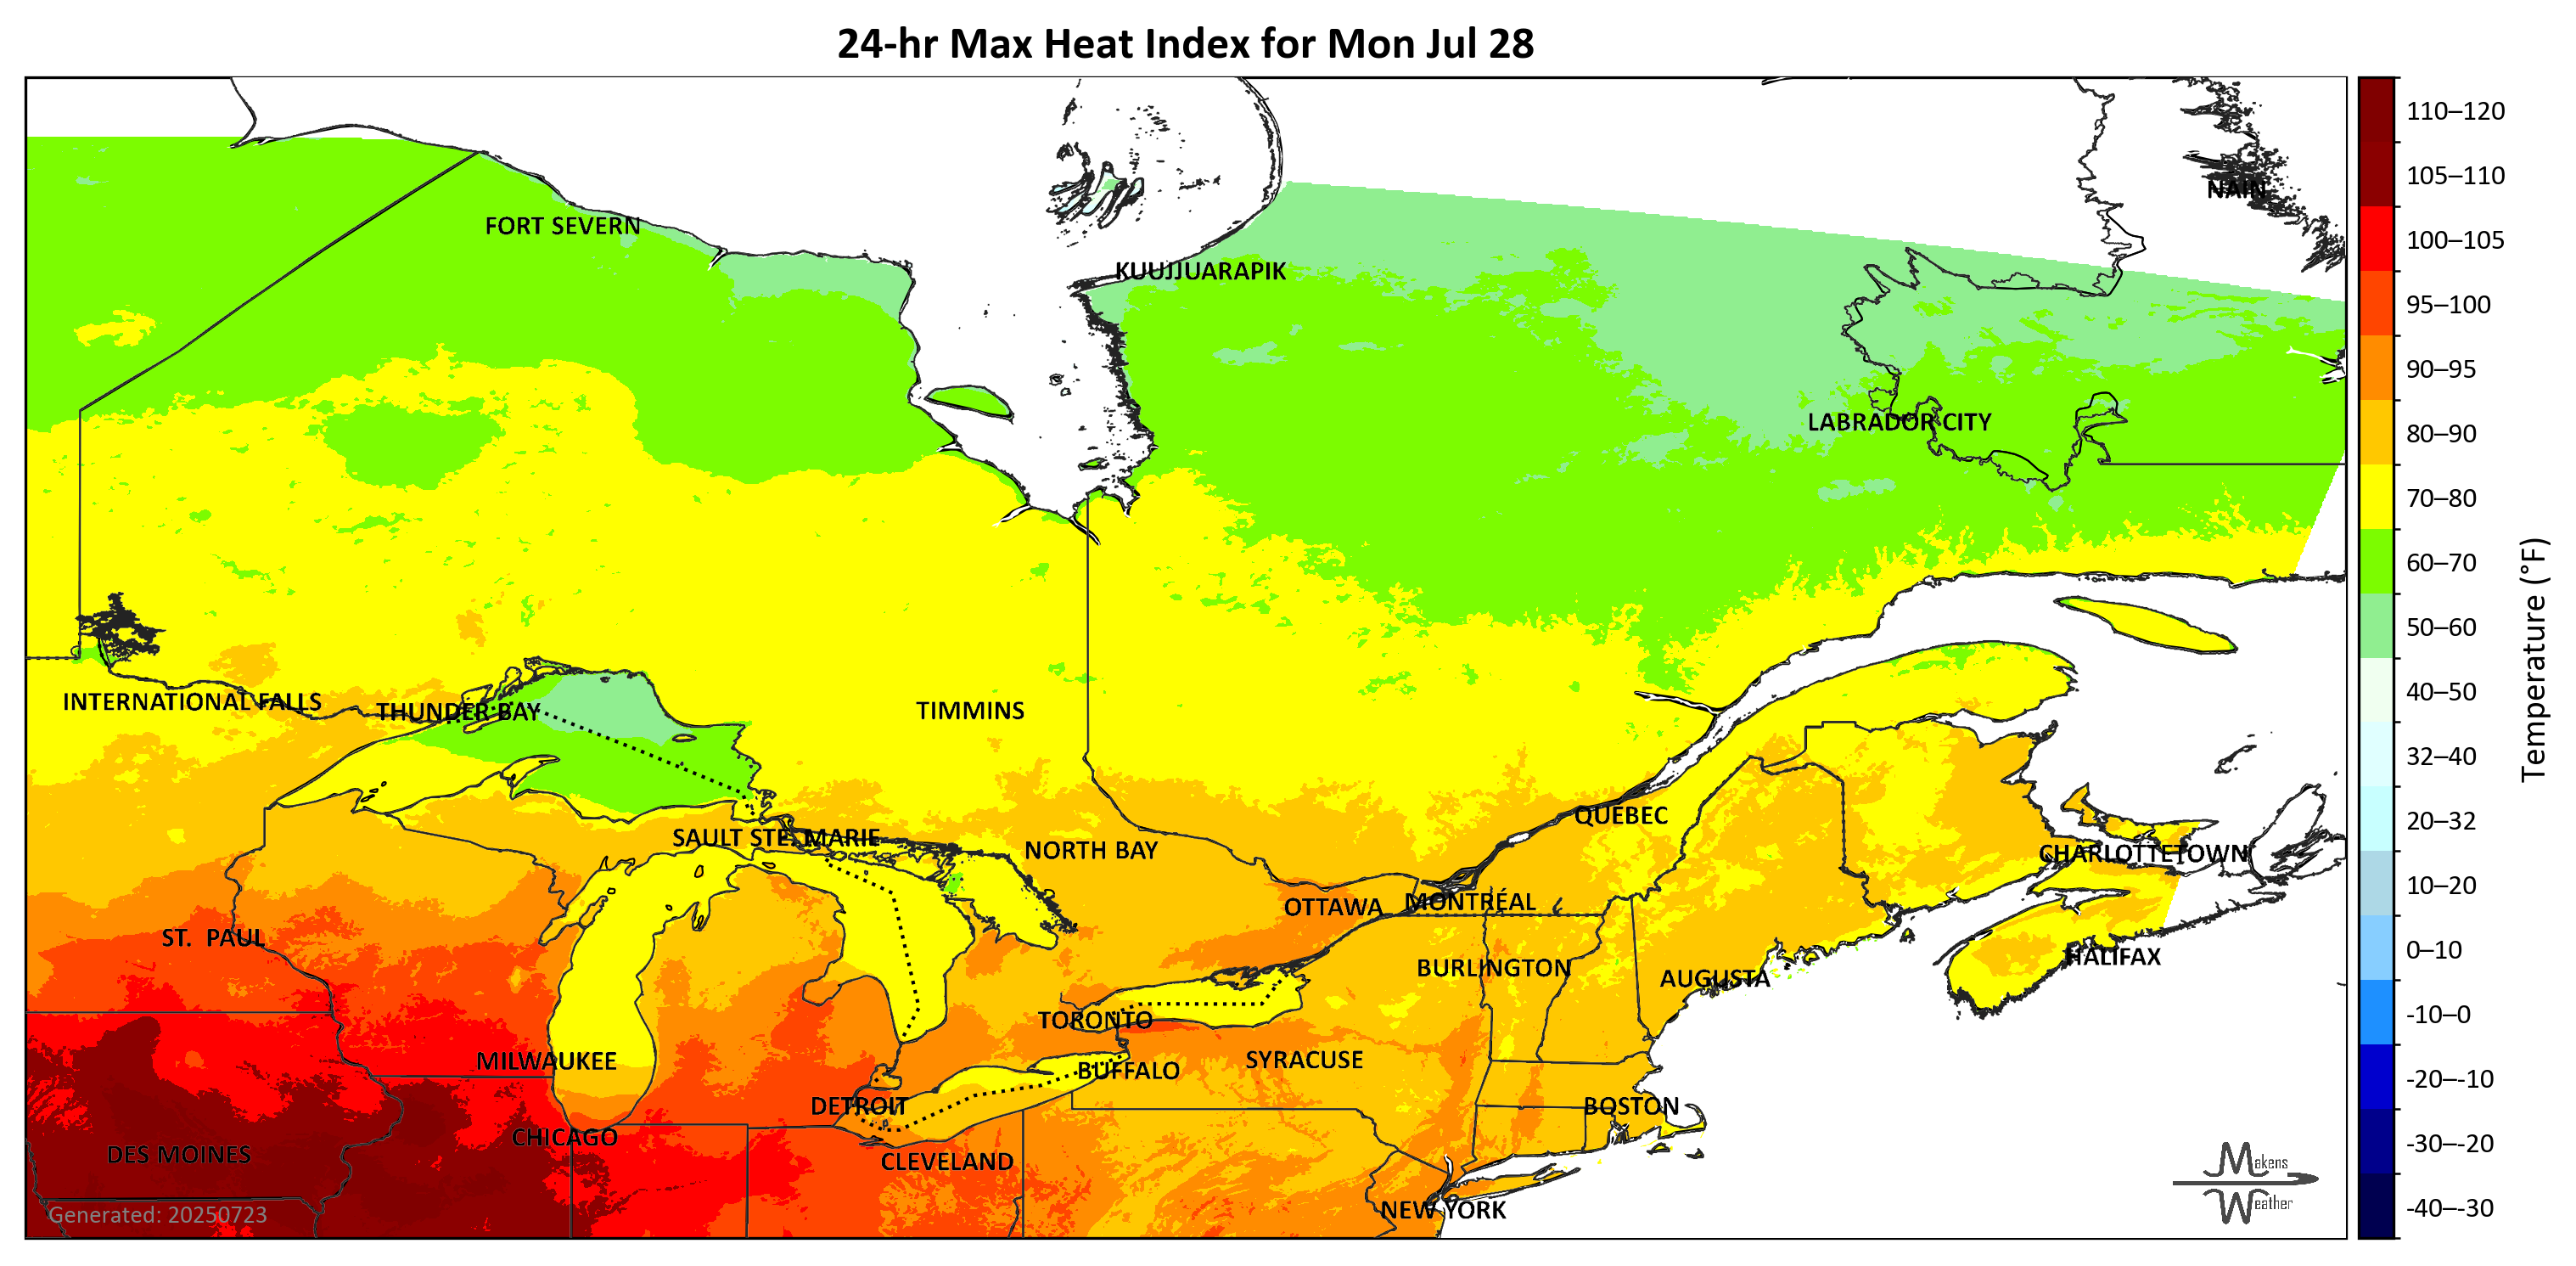 24-hr Max Heat Index for Mon Jul 28
NAIN
FORT SEVERN
KUUJJUARAPIK
LABRADOR CITY
INTERNATIONAL FALLS
THUNDER BAY
TIMMINS
QUEBEC
SAULT STE. MARIE
NORTH BAY
CHARLOTTETOWN
OTTAWA
MONTRÉAL
ST. PAUL
HALIFAX
BURLINGTON
AUGUSTA
TORONTO
MILWAUKEE
SYRACUSE
BUFFALO
DETROIT
BOSTON
CHICAGO
DES MOINES
CLEVELAND
NEW YORK
Generated: 20250723
Makens
Weather
110–120
105–110
100–105
95–100
90–95
80–90
70–80
60–70
50–60
40–50
32–40
20–32
10–20
0–10
-10–0
-20–-10
-30–-20
-40–-30
Temperature (°F)